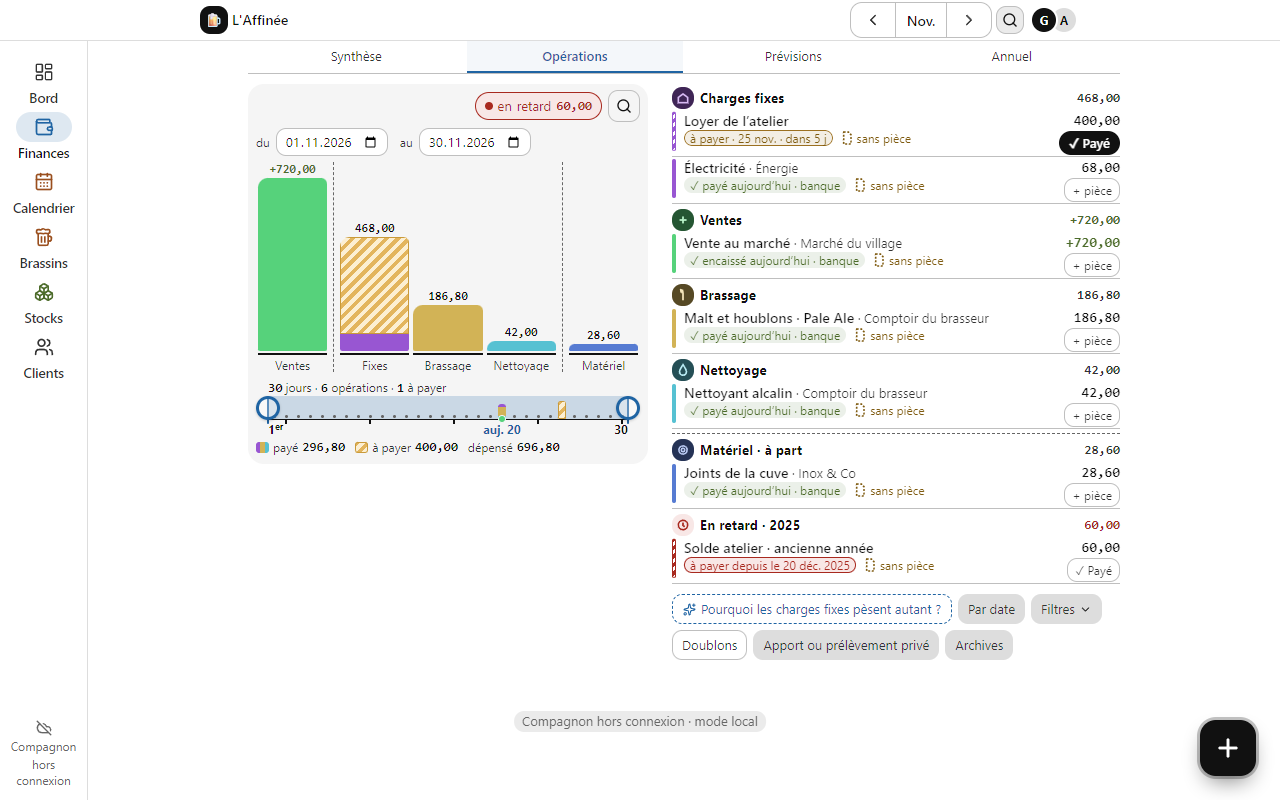 L'Affinée
Nov.
G A
Bord
Finances
Calendrier
Brassins
Stocks
Clients
Compagnon
hors
connexion
Synthèse Opérations Prévisions Annuel
en retard 60,00
du 01.11.2026 au 30.11.2026
+720,00
468,00
186,80
42,00
28,60
Ventes Fixes Brassage Nettoyage Matériel
30 jours · 6 opérations · 1 à payer
1er auj. 20 30
payé 296,80 à payer 400,00 dépensé 696,80
Charges fixes 468,00
Loyer de l’atelier 400,00
à payer · 25 nov. · dans 5 j sans pièce ✓ Payé
Électricité · Énergie 68,00
✓ payé aujourd’hui · banque sans pièce + pièce
Ventes +720,00
Vente au marché · Marché du village +720,00
✓ encaissé aujourd’hui · banque sans pièce + pièce
Brassage 186,80
Malt et houblons · Pale Ale · Comptoir du brasseur 186,80
✓ payé aujourd’hui · banque sans pièce + pièce
Nettoyage 42,00
Nettoyant alcalin · Comptoir du brasseur 42,00
✓ payé aujourd’hui · banque sans pièce + pièce
Matériel · à part 28,60
Joints de la cuve · Inox & Co 28,60
✓ payé aujourd’hui · banque sans pièce + pièce
En retard · 2025 60,00
Solde atelier · ancienne année 60,00
à payer depuis le 20 déc. 2025 sans pièce ✓ Payé
Pourquoi les charges fixes pèsent autant ? Par date Filtres
Doublons Apport ou prélèvement privé Archives
Compagnon hors connexion · mode local